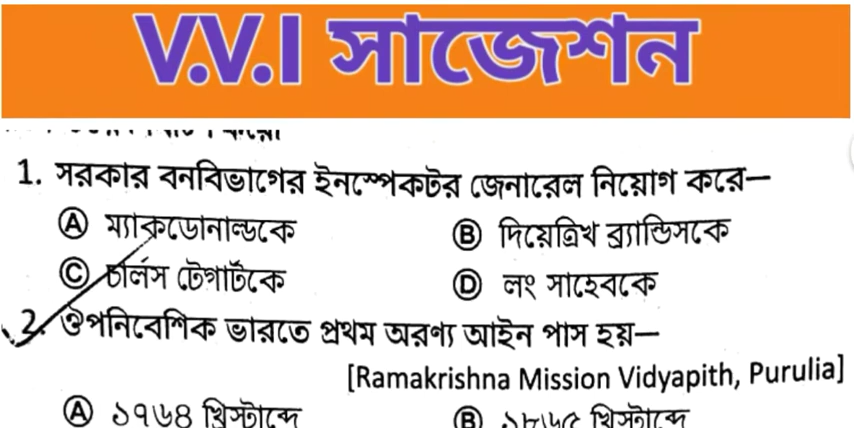 V.V.I সাজেশন
1. সরকার বনবিভাগের ইনস্পেকটর জেনারেল নিয়োগ করে—
Ⓐ ম্যাকডোনাল্ডকে Ⓑ দিয়েত্রিখ ব্র্যান্ডিসকে
Ⓒ চার্লস টেগার্টকে Ⓓ লং সাহেবকে
2. ঔপনিবেশিক ভারতে প্রথম অরণ্য আইন পাস হয়—
[Ramakrishna Mission Vidyapith, Purulia]
Ⓐ ১৭৬৪ খ্রিস্টাব্দে Ⓑ ১৮৬৫ খ্রিস্টাব্দে